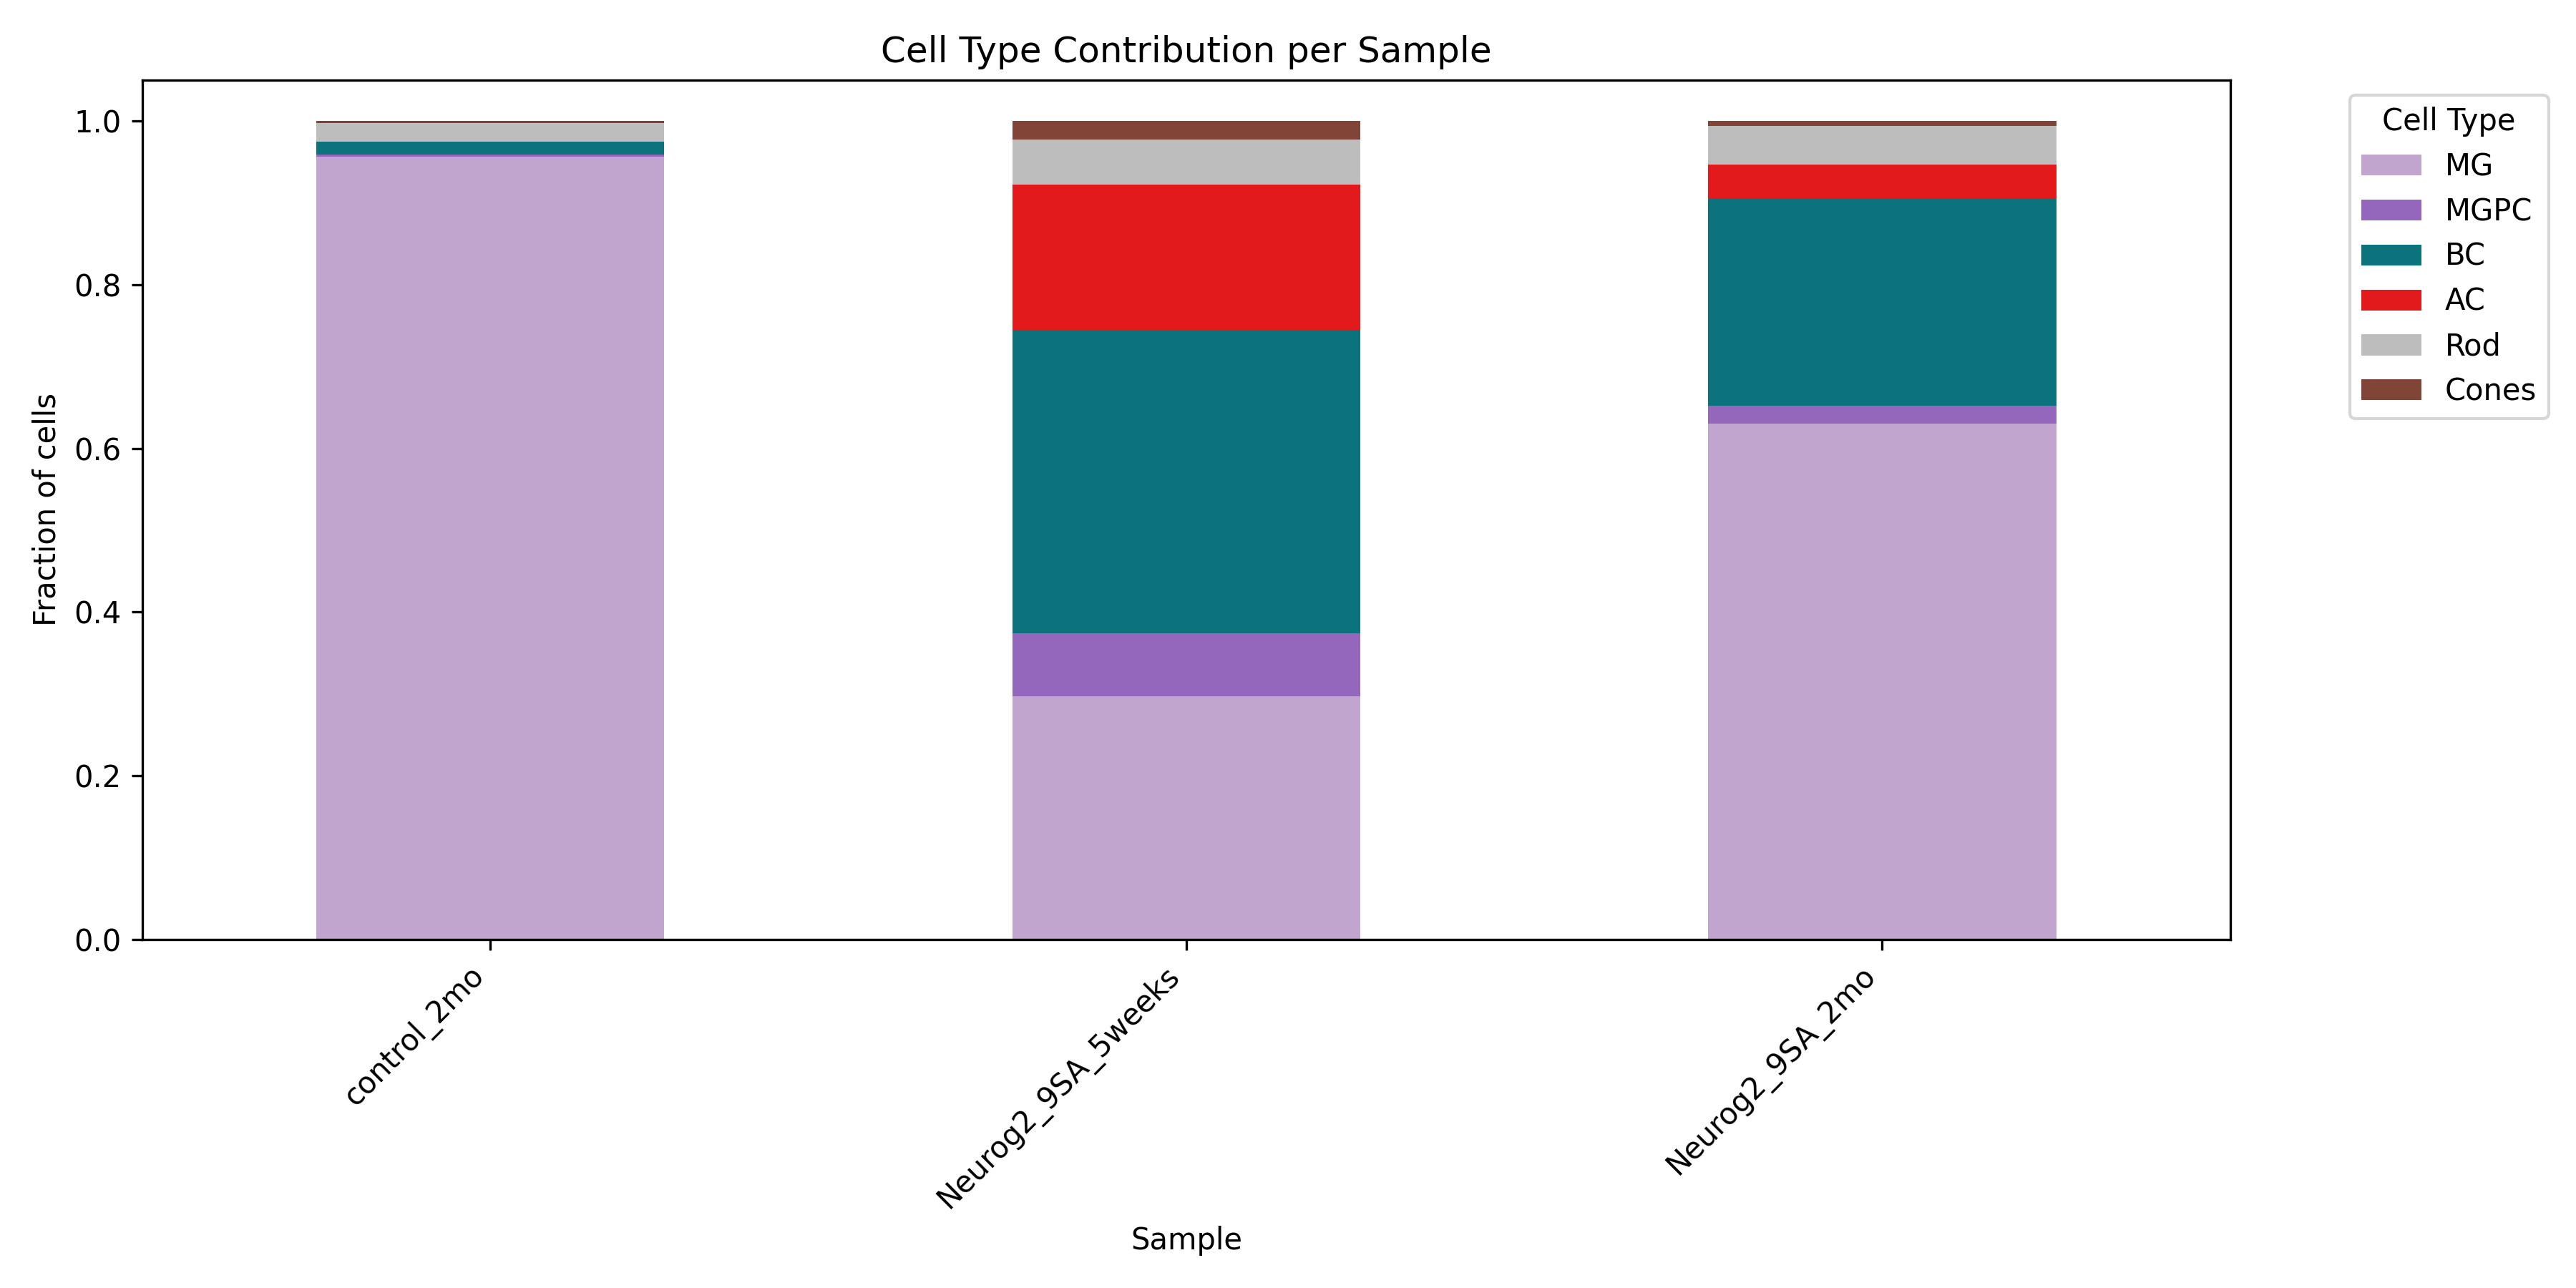 Cell Type Contribution per Sample
Fraction of cells
1.0
0.8
0.6
0.4
0.2
0.0
control_2mo
Neurog2_9SA_5weeks
Neurog2_9SA_2mo
Sample
Cell Type
MG
MGPC
BC
AC
Rod
Cones